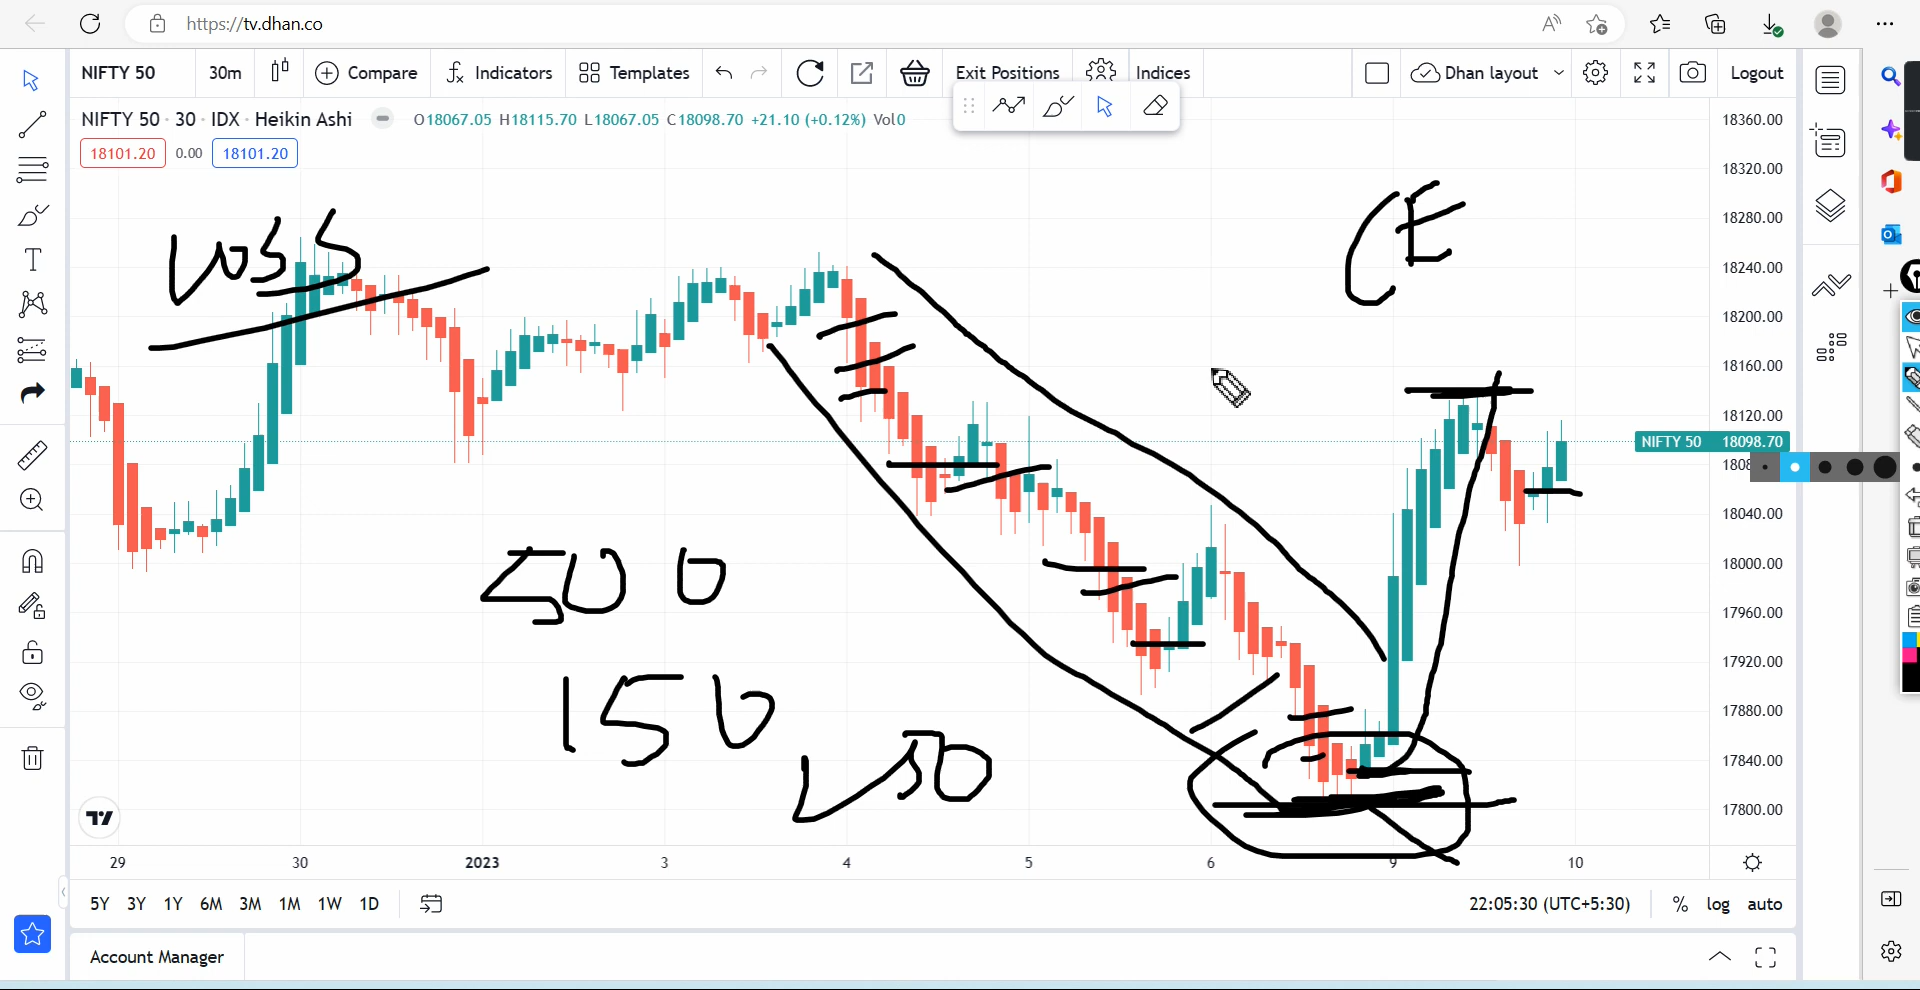 https://tv.dhan.co
NIFTY 50 30m Compare Indicators Templates Exit Positions Indices Dhan layout Logout
NIFTY 50 · 30 · IDX · Heikin Ashi O18067.05 H18115.70 L18067.05 C18098.70 +21.10 (+0.12%) Vol0
18101.20 0.00 18101.20
18360.00
18320.00
18280.00
CE
LOSS
18240.00
18200.00
18160.00
18120.00
NIFTY 50 18098.70
1808
18040.00
500
18000.00
17960.00
17920.00
150
17880.00
50
17840.00
17800.00
29 30 2023 3 4 5 6 9 10
5Y 3Y 1Y 6M 3M 1M 1W 1D 22:05:30 (UTC+5:30) % log auto
Account Manager